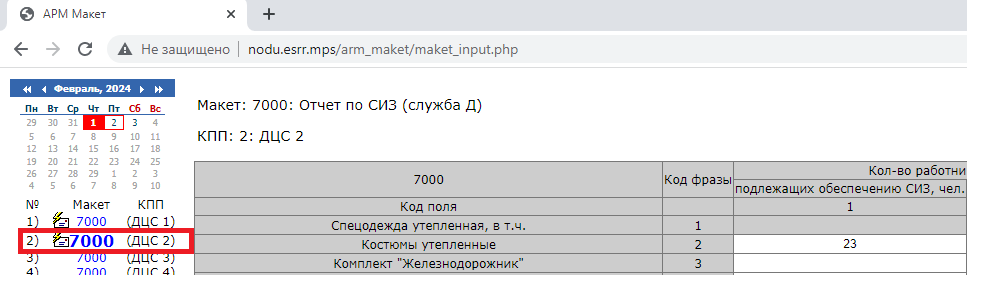 АРМ Макет
Не защищено | nodu.esrr.mps/arm_maket/maket_input.php
Февраль, 2024
Пн Вт Ср Чт Пт Сб Вс
29 30 31 1 2 3 4
5 6 7 8 9 10 11
12 13 14 15 16 17 18
19 20 21 22 23 24 25
26 27 28 29 1 2 3
4 5 6 7 8 9 10
№ Макет КПП
1) 7000 (ДЦС 1)
2) 7000 (ДЦС 2)
3) 7000 (ДЦС 3)
4) 7000 (ДЦС 4)
Макет: 7000: Отчет по СИЗ (служба Д)
КПП: 2: ДЦС 2
7000 Код фразы Кол-во работни
подлежащих обеспечению СИЗ, чел.
Код поля 1
Спецодежда утепленная, в т.ч. 1
Костюмы утепленные 2 23
Комплект "Железнодорожник" 3